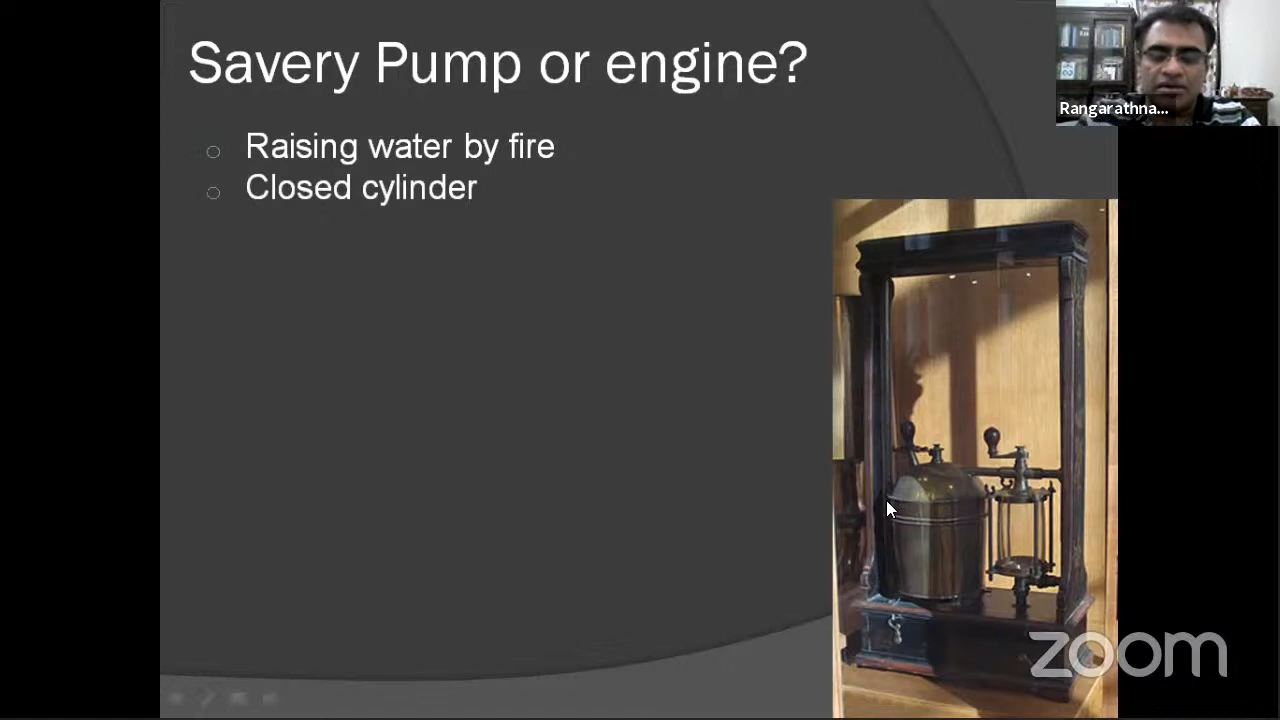 Savery Pump or engine?
Rangarathna...
Raising water by fire
Closed cylinder
zoom